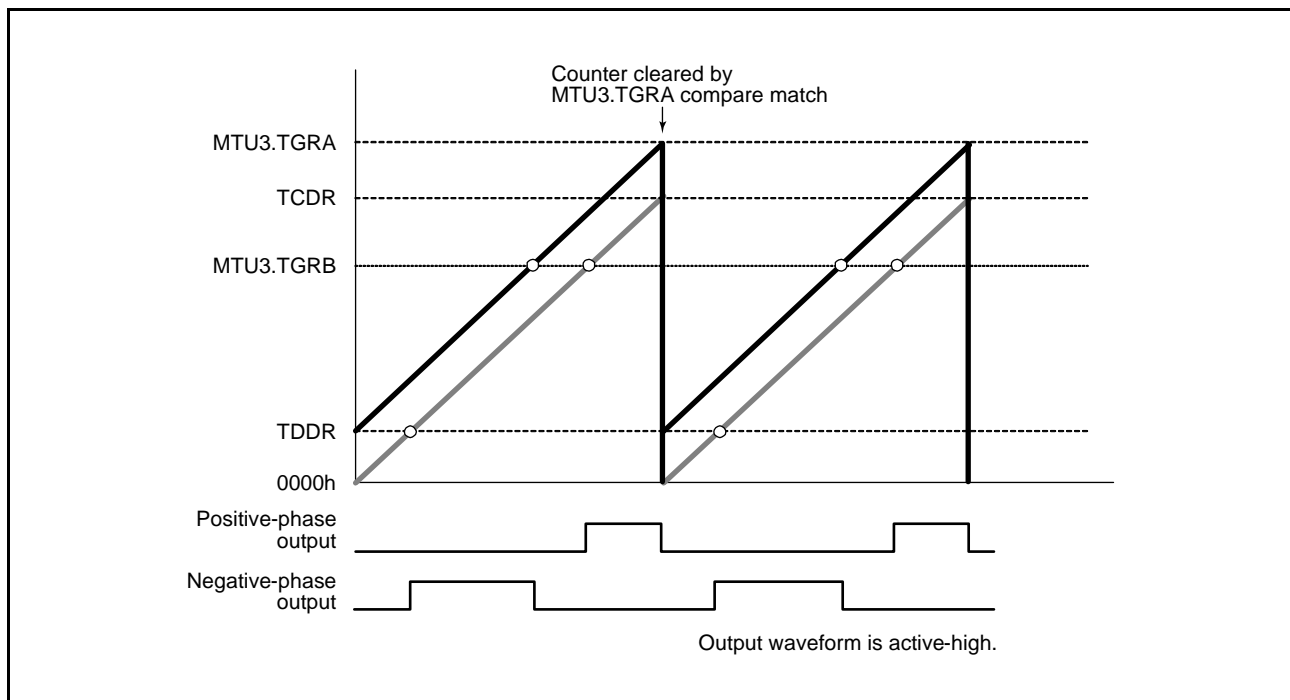 Counter cleared by
MTU3.TGRA compare match
MTU3.TGRA
TCDR
MTU3.TGRB
TDDR
0000h
Positive-phase
output
Negative-phase
output
Output waveform is active-high.